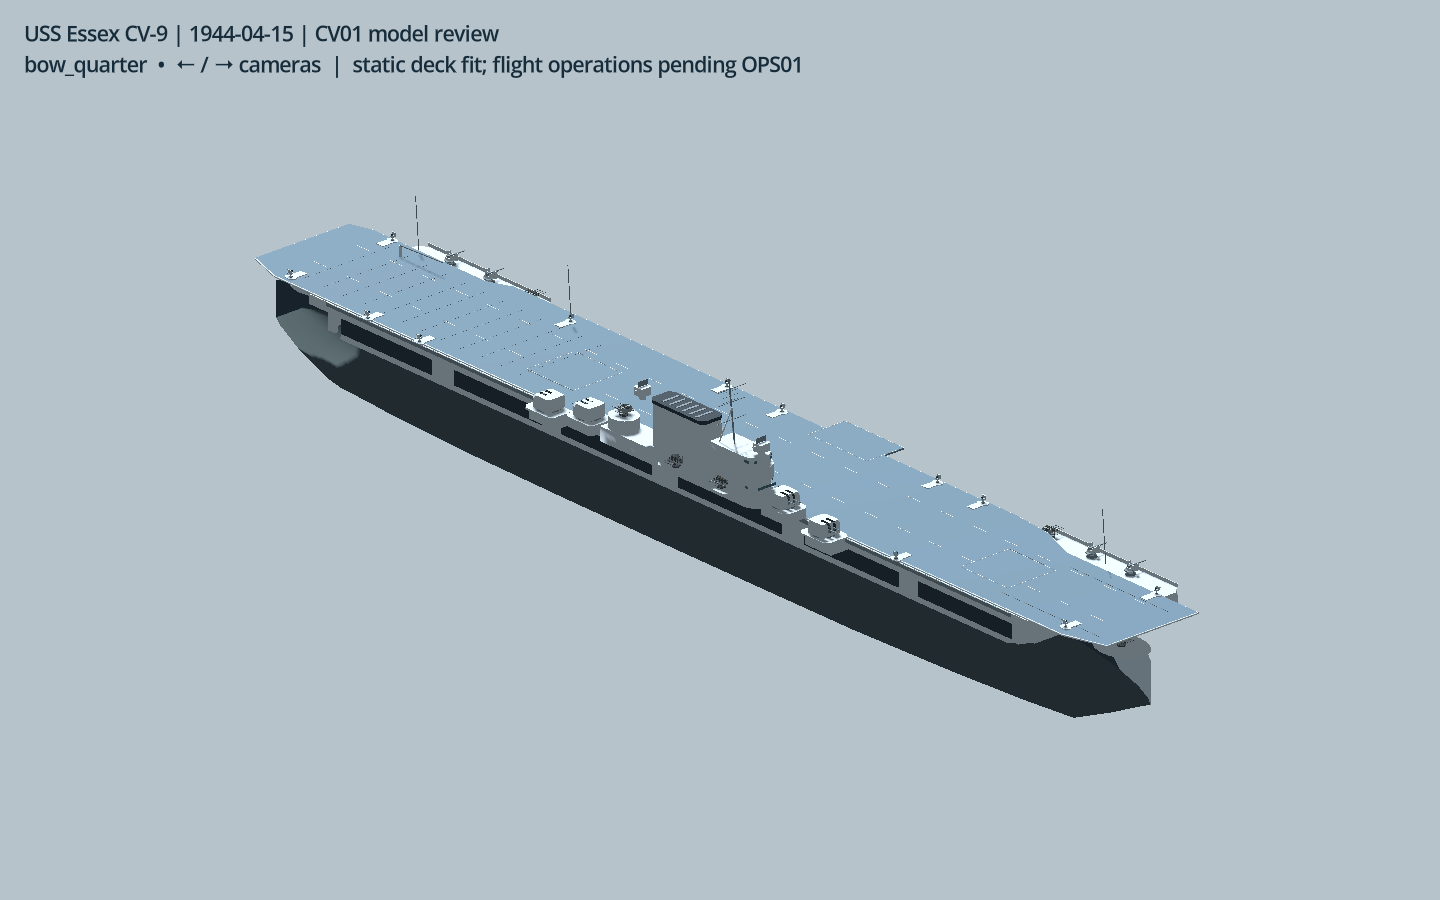 USS Essex CV-9 | 1944-04-15 | CV01 model review
bow_quarter • ← / → cameras | static deck fit; flight operations pending OPS01